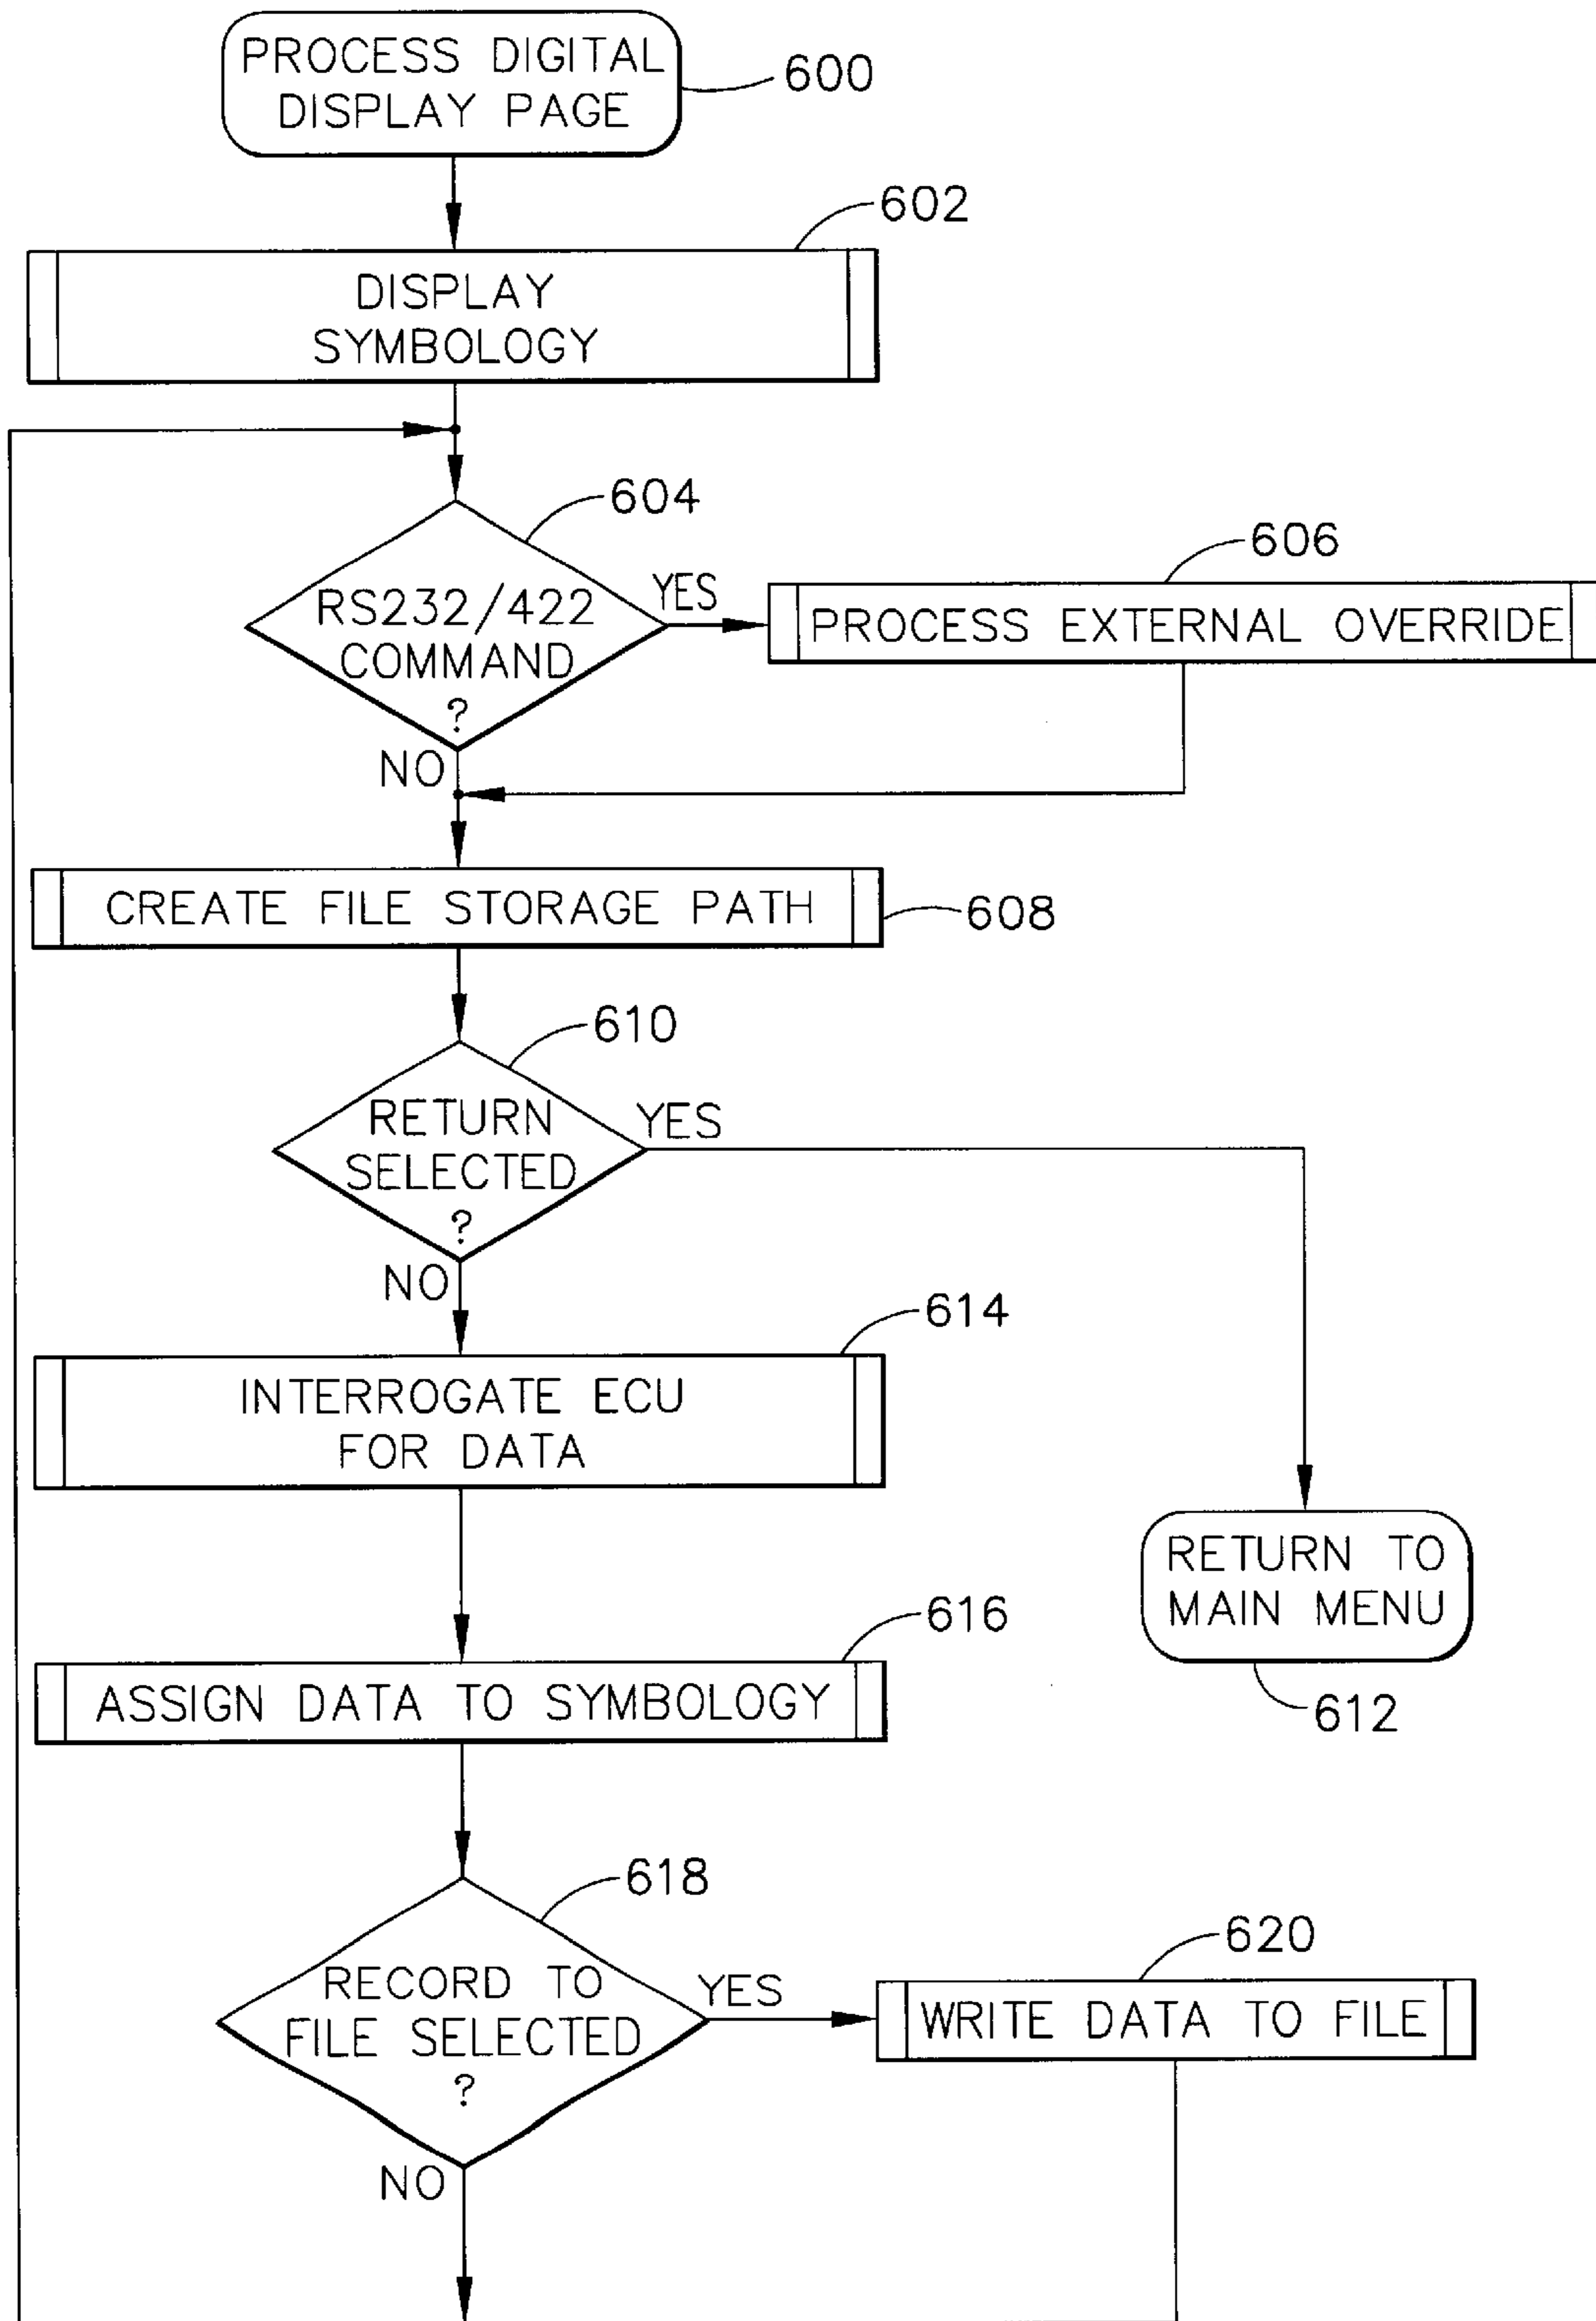 PROCESS DIGITAL
DISPLAY PAGE
600
602
DISPLAY
SYMBOLOGY
604
RS232/422
COMMAND
?
YES
NO
606
PROCESS EXTERNAL OVERRIDE
CREATE FILE STORAGE PATH
608
610
RETURN
SELECTED
?
YES
NO
614
INTERROGATE ECU
FOR DATA
RETURN TO
MAIN MENU
612
616
ASSIGN DATA TO SYMBOLOGY
618
RECORD TO
FILE SELECTED
?
YES
NO
620
WRITE DATA TO FILE